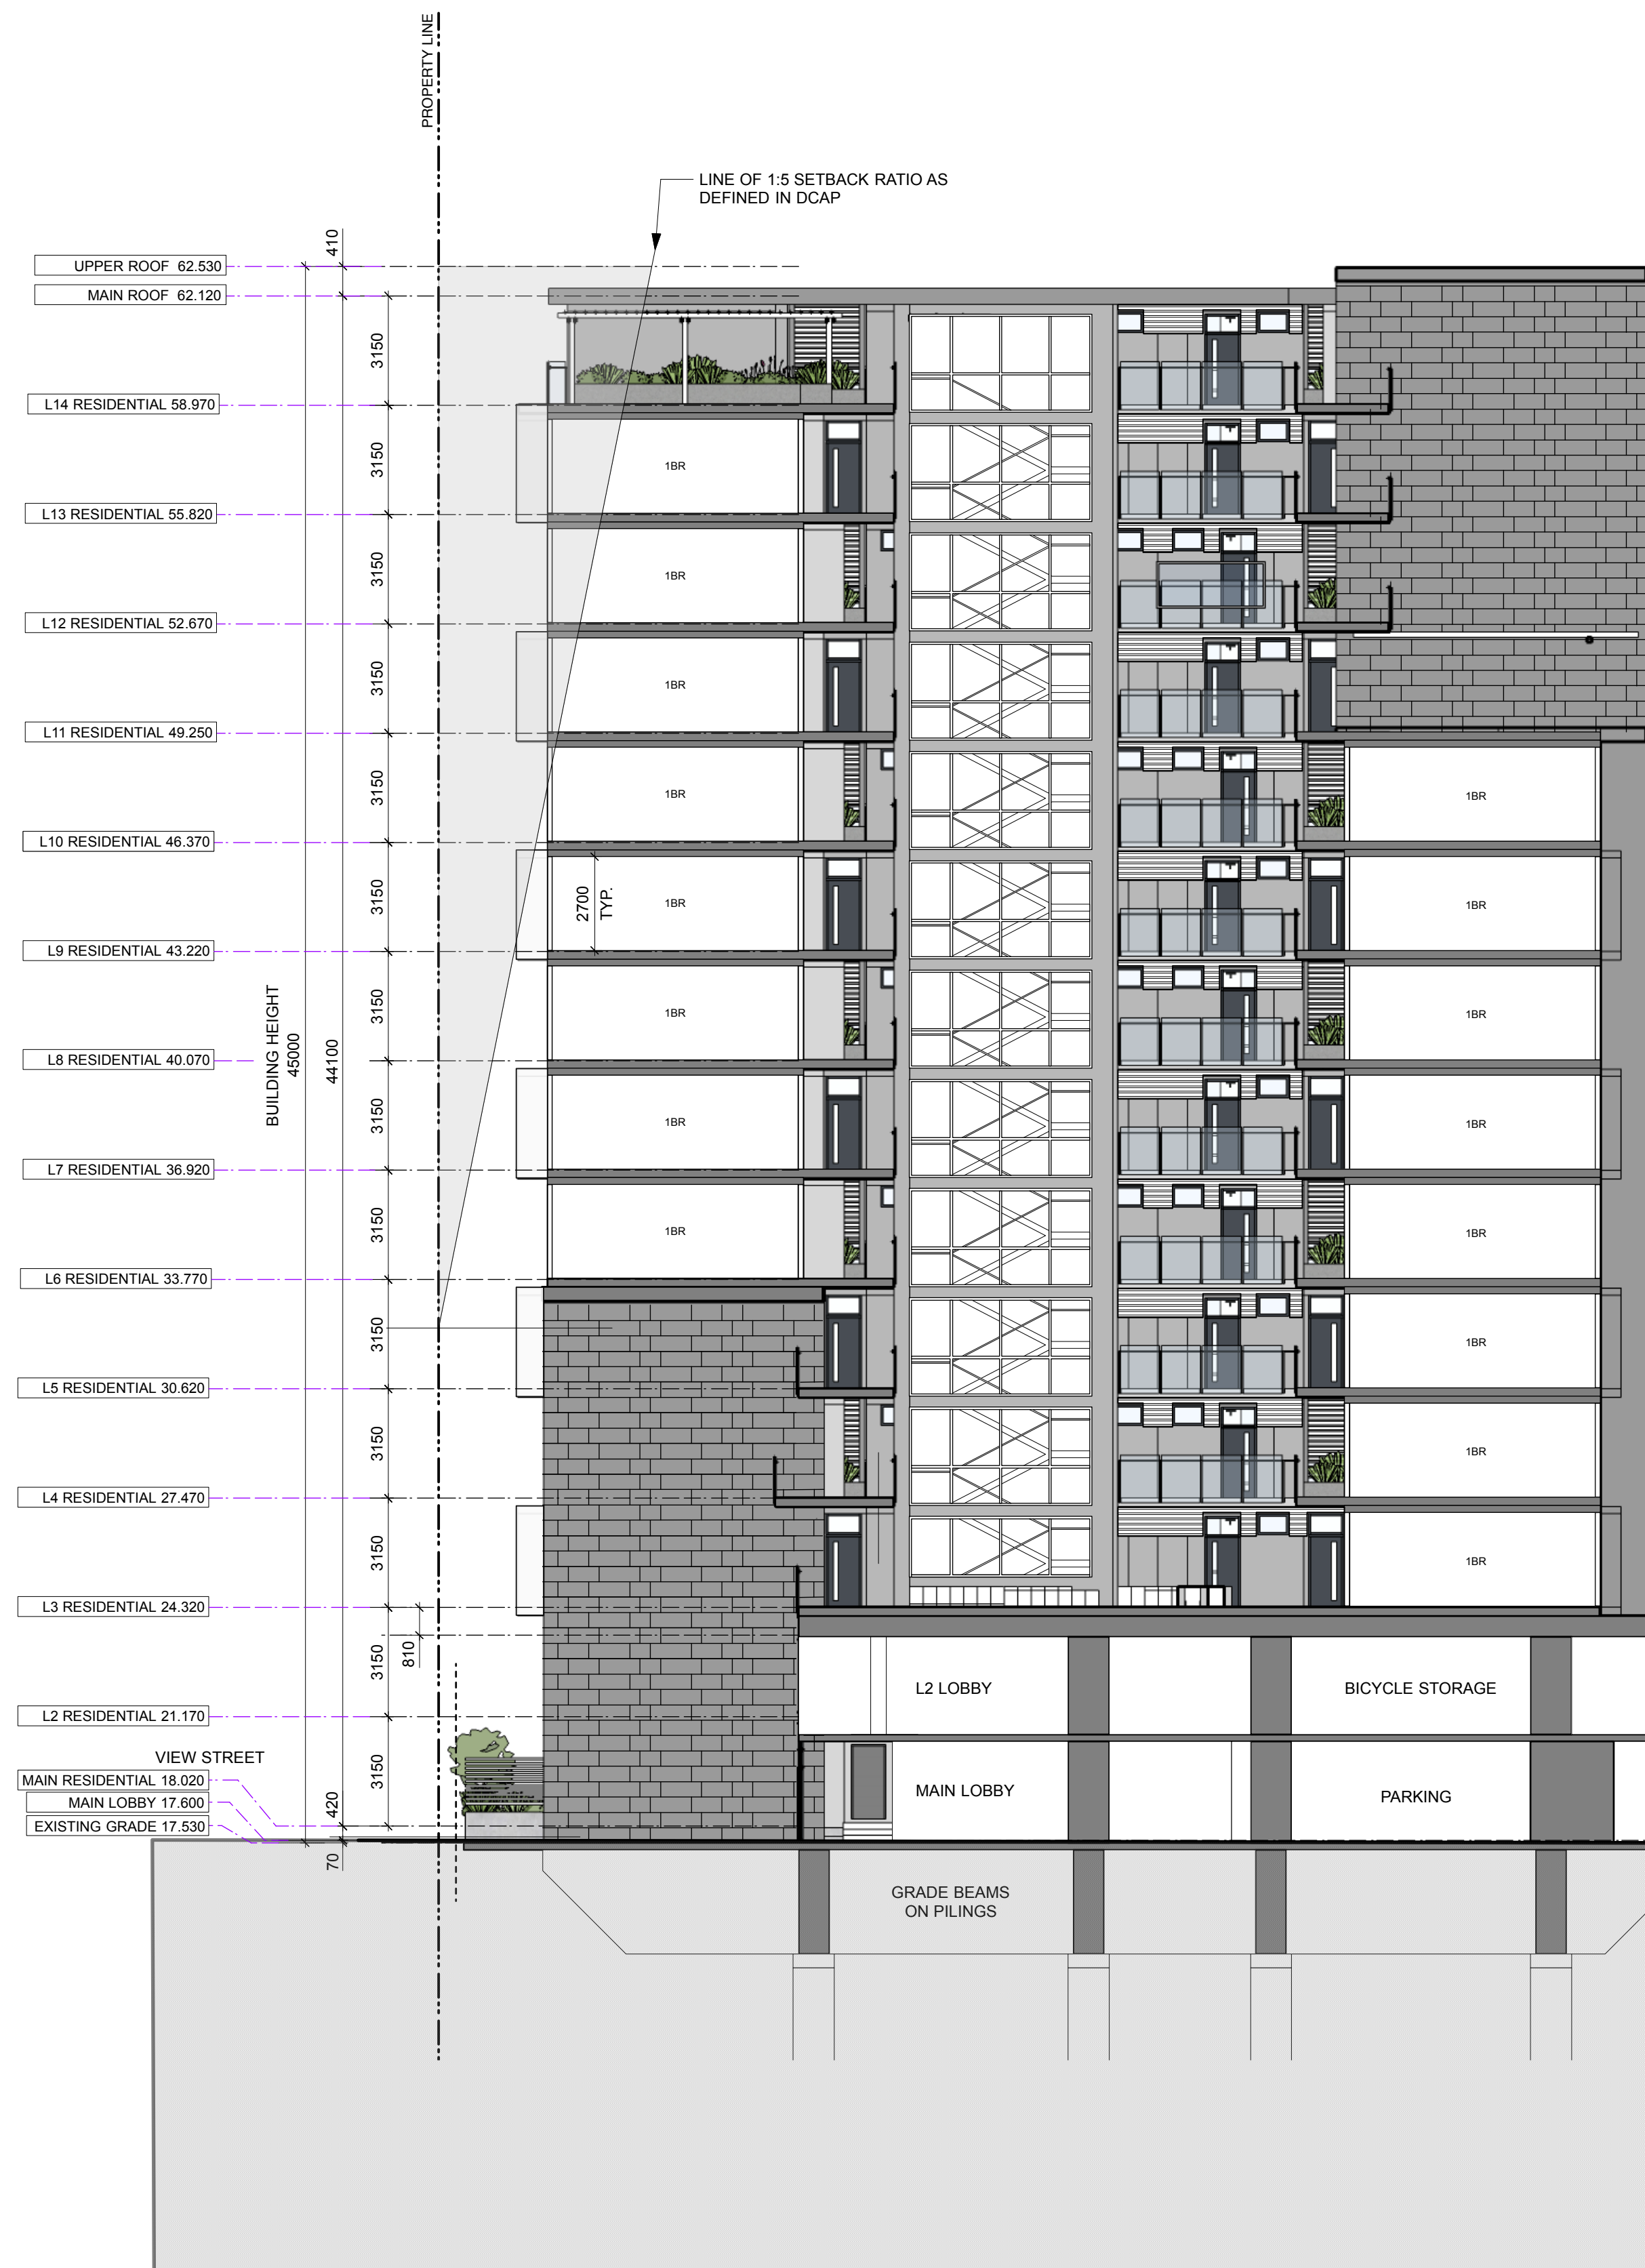 PROPERTY LINE
LINE OF 1:5 SETBACK RATIO AS
DEFINED IN DCAP
410
UPPER ROOF 62.530
MAIN ROOF 62.120
3150
L14 RESIDENTIAL 58.970
3150
1BR
L13 RESIDENTIAL 55.820
3150
1BR
L12 RESIDENTIAL 52.670
3150
1BR
L11 RESIDENTIAL 49.250
3150
1BR
1BR
L10 RESIDENTIAL 46.370
3150
2700
TYP.
1BR
1BR
L9 RESIDENTIAL 43.220
3150
1BR
1BR
BUILDING HEIGHT
45000
44100
L8 RESIDENTIAL 40.070
3150
1BR
1BR
L7 RESIDENTIAL 36.920
3150
1BR
1BR
L6 RESIDENTIAL 33.770
3150
1BR
L5 RESIDENTIAL 30.620
3150
1BR
L4 RESIDENTIAL 27.470
3150
1BR
L3 RESIDENTIAL 24.320
810
3150
L2 LOBBY
BICYCLE STORAGE
L2 RESIDENTIAL 21.170
3150
VIEW STREET
MAIN RESIDENTIAL 18.020
MAIN LOBBY 17.600
EXISTING GRADE 17.530
420
70
MAIN LOBBY
PARKING
GRADE BEAMS
ON PILINGS